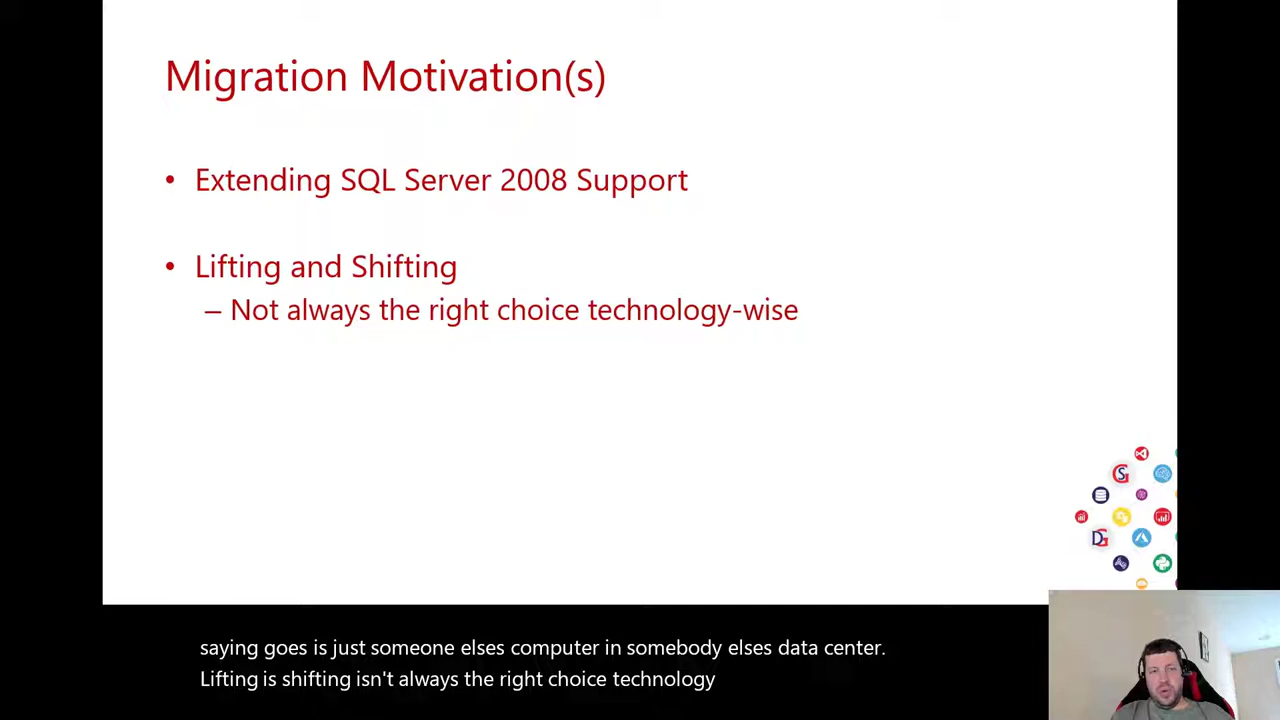 Migration Motivation(s)
• Extending SQL Server 2008 Support
• Lifting and Shifting
– Not always the right choice technology-wise
saying goes is just someone elses computer in somebody elses data center.
Lifting is shifting isn't always the right choice technology